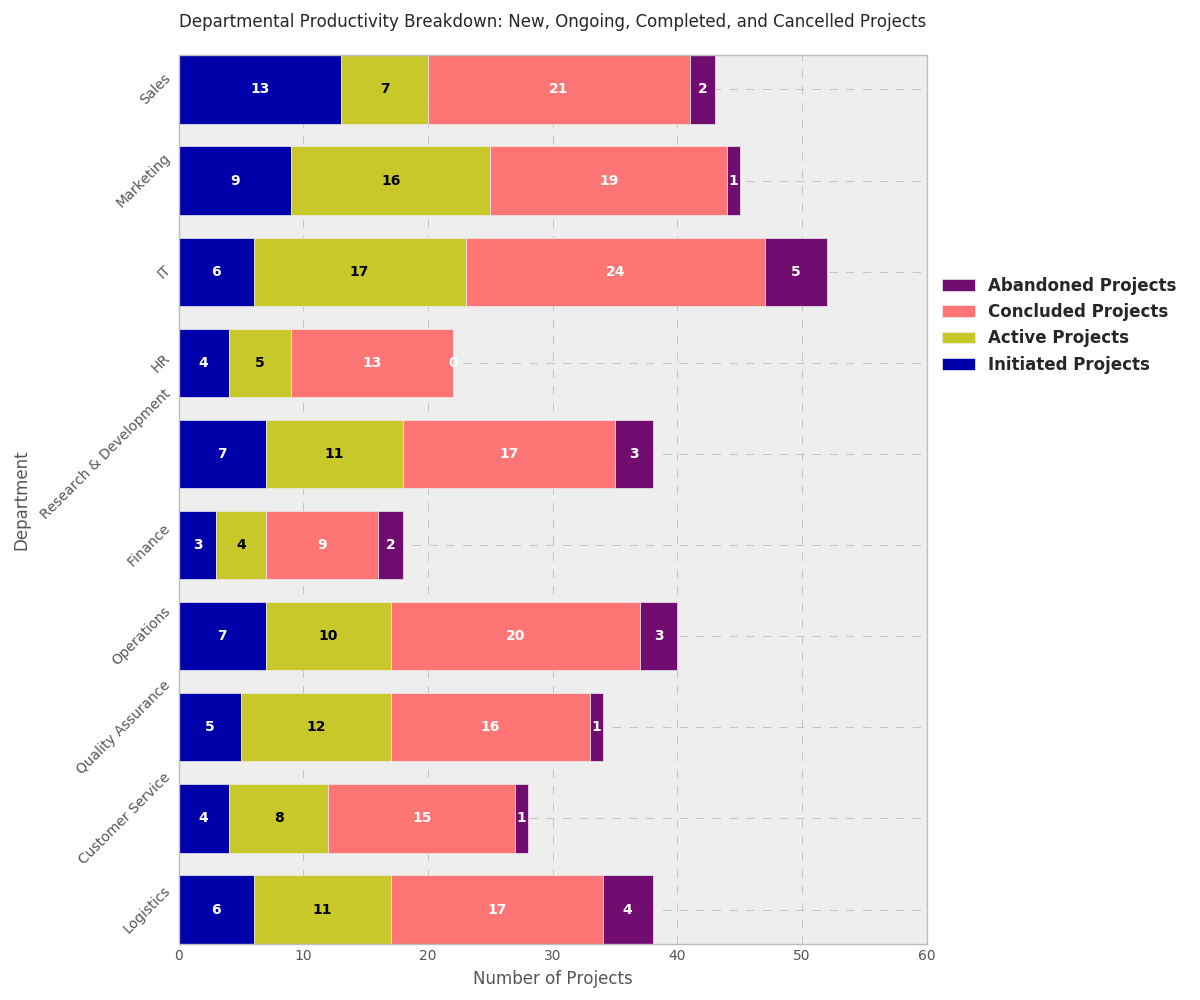 Departmental Productivity Breakdown: New, Ongoing, Completed, and Cancelled Projects
Sales
13
7
21
2
Marketing
9
16
19
1
IT
6
17
24
5
HR
4
5
13
0
Research & Development
7
11
17
3
Finance
3
4
9
2
Operations
7
10
20
3
Quality Assurance
5
12
16
1
Customer Service
4
8
15
1
Logistics
6
11
17
4
Department
0
10
20
30
40
50
60
Number of Projects
Abandoned Projects
Concluded Projects
Active Projects
Initiated Projects